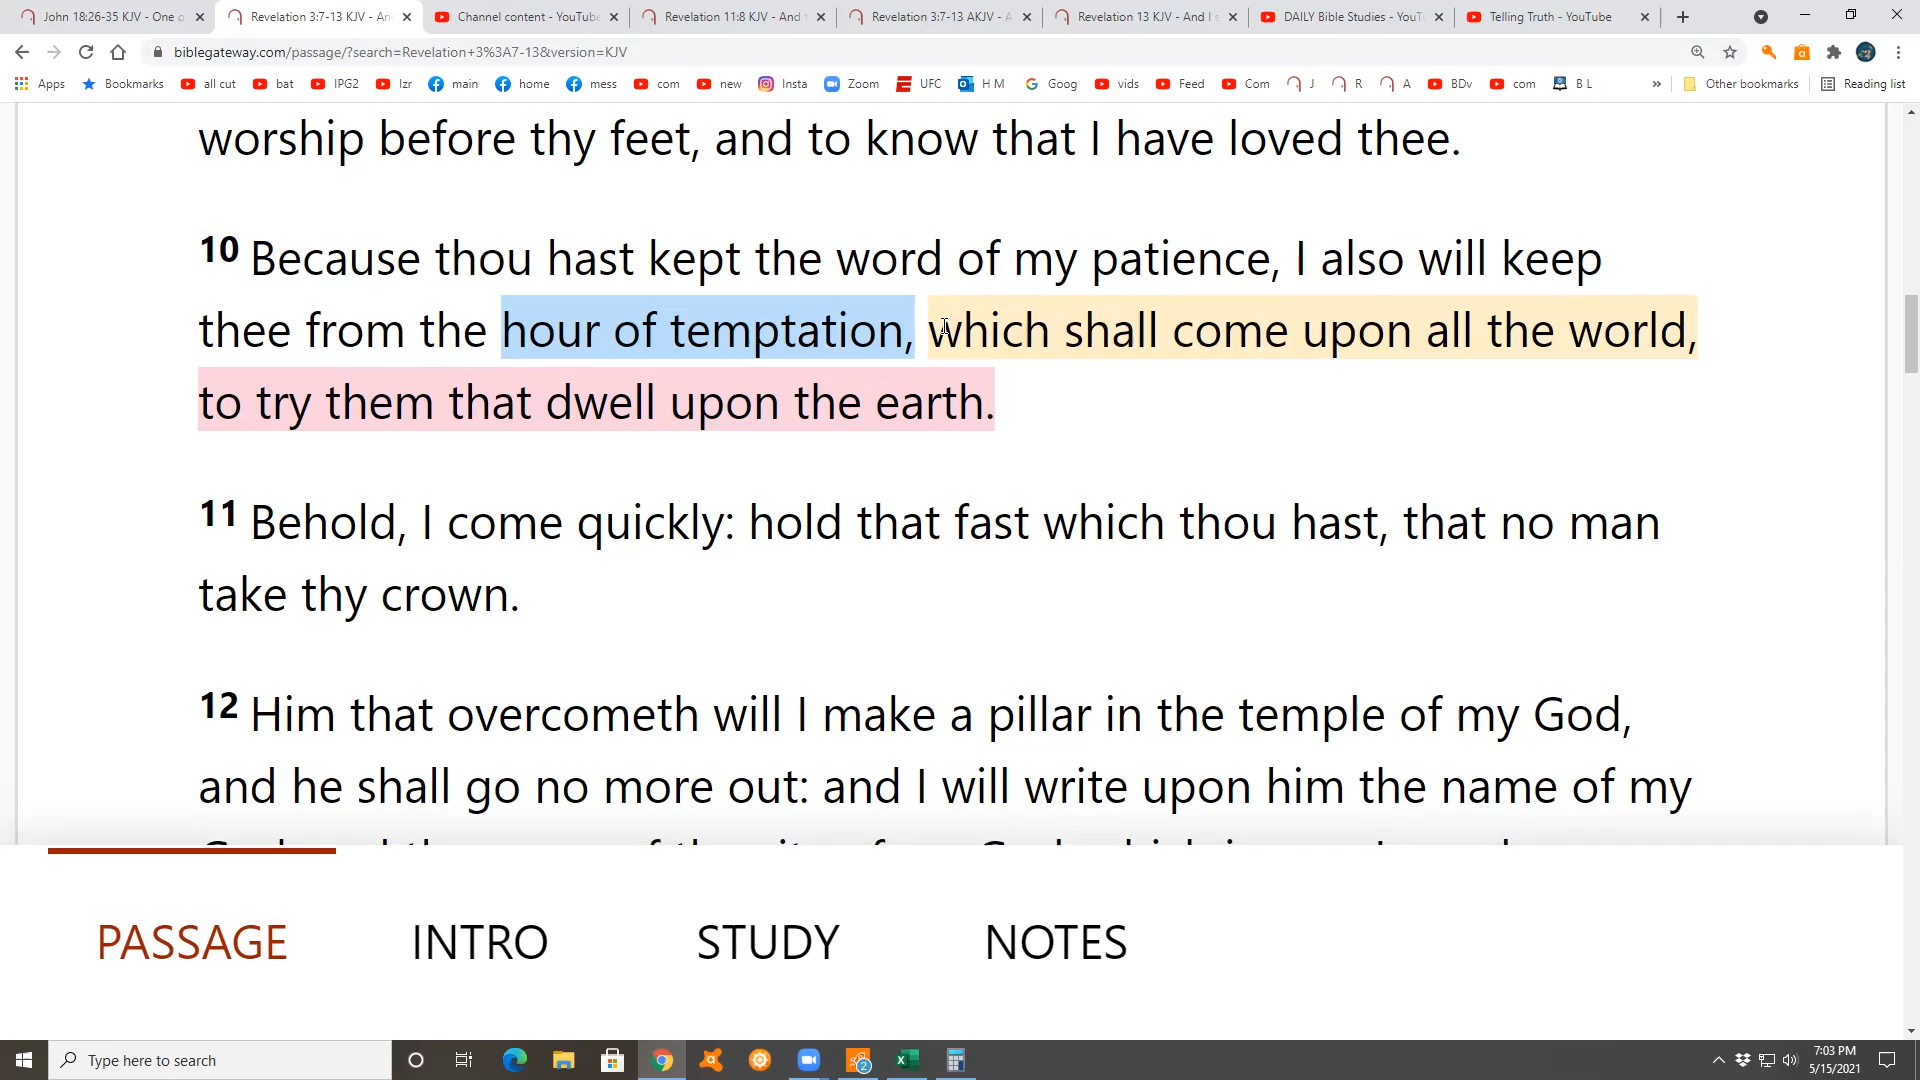 John 18:26-35 KJV - One o
Revelation 3:7-13 KJV - An
Channel content - YouTube
Revelation 11:8 KJV - And t
Revelation 3:7-13 AKJV - A
Revelation 13 KJV - And I s
DAILY Bible Studies - YouT
Telling Truth - YouTube
biblegateway.com/passage/?search=Revelation+3%3A7-13&version=KJV
Apps Bookmarks all cut bat IPG2 lzr main home mess com new Insta Zoom UFC H M Goog vids Feed Com J R A BDv com B L » Other bookmarks Reading list
worship before thy feet, and to know that I have loved thee.
10 Because thou hast kept the word of my patience, I also will keep
thee from the hour of temptation, which shall come upon all the world,
to try them that dwell upon the earth.
11 Behold, I come quickly: hold that fast which thou hast, that no man
take thy crown.
12 Him that overcometh will I make a pillar in the temple of my God,
and he shall go no more out: and I will write upon him the name of my
PASSAGE INTRO STUDY NOTES
Type here to search
2
7:03 PM
5/15/2021